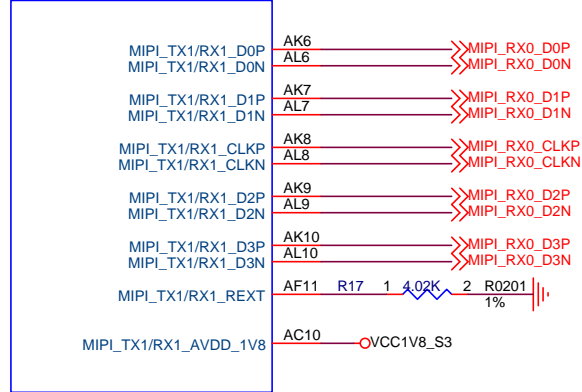 MIPI_TX1/RX1_D0P AK6 MIPI_RX0_D0P
MIPI_TX1/RX1_D0N AL6 MIPI_RX0_D0N
MIPI_TX1/RX1_D1P AK7 MIPI_RX0_D1P
MIPI_TX1/RX1_D1N AL7 MIPI_RX0_D1N
MIPI_TX1/RX1_CLKP AK8 MIPI_RX0_CLKP
MIPI_TX1/RX1_CLKN AL8 MIPI_RX0_CLKN
MIPI_TX1/RX1_D2P AK9 MIPI_RX0_D2P
MIPI_TX1/RX1_D2N AL9 MIPI_RX0_D2N
MIPI_TX1/RX1_D3P AK10 MIPI_RX0_D3P
MIPI_TX1/RX1_D3N AL10 MIPI_RX0_D3N
MIPI_TX1/RX1_REXT AF11 R17 1 4.02K 2 R0201
1%
MIPI_TX1/RX1_AVDD_1V8 AC10 VCC1V8_S3